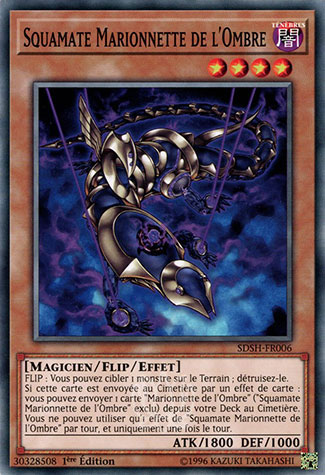 Squamate Marionnette de l'Ombre
TÉNÈBRES
闇
SDSH-FR006
[Magicien/Flip/Effet]
FLIP : Vous pouvez cibler 1 monstre sur le Terrain ; détruisez-le.
Si cette carte est envoyée au Cimetière par un effet de carte :
vous pouvez envoyer 1 carte "Marionnette de l'Ombre" ("Squamate
Marionnette de l'Ombre" exclu) depuis votre Deck au Cimetière.
Vous ne pouvez utiliser qu'1 effet de "Squamate Marionnette
de l'Ombre" par tour, et uniquement une fois le tour.
ATK/1800 DEF/1000
30328508 1ère Édition ©1996 KAZUKI TAKAHASHI